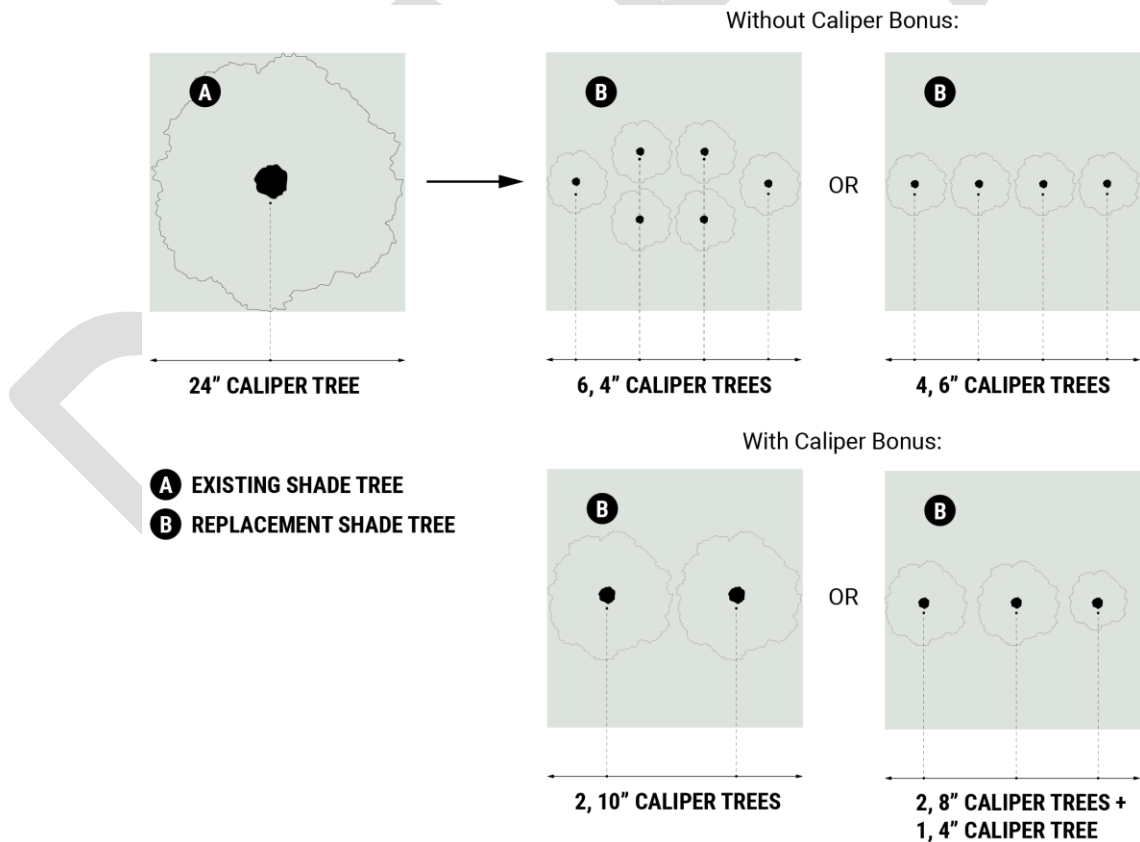 Without Caliper Bonus:
A
B
OR
B
24” CALIPER TREE
6, 4” CALIPER TREES
4, 6” CALIPER TREES
With Caliper Bonus:
A EXISTING SHADE TREE
B REPLACEMENT SHADE TREE
B
OR
B
2, 10” CALIPER TREES
2, 8” CALIPER TREES +
1, 4” CALIPER TREE